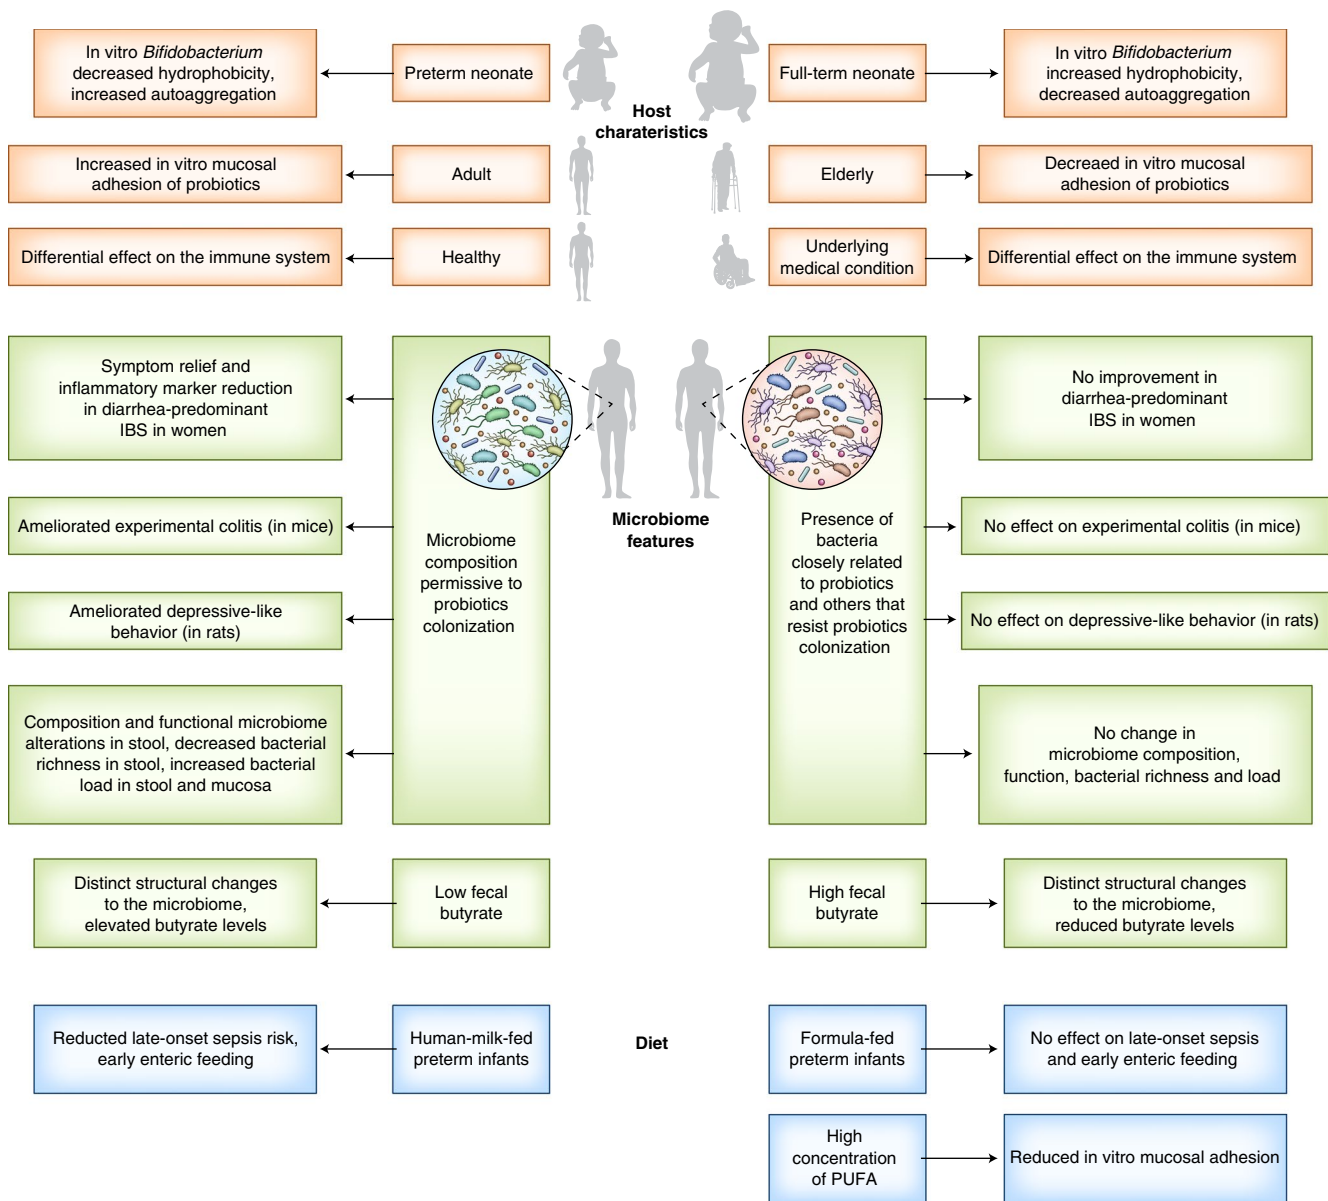 In vitro Bifidobacterium
decreased hydrophobicity,
increased autoaggregation
Preterm neonate
Full-term neonate
In vitro Bifidobacterium
increased hydrophobicity,
decreased autoaggregation
Host
charateristics
Increased in vitro mucosal
adhesion of probiotics
Adult
Elderly
Decreaed in vitro mucosal
adhesion of probiotics
Differential effect on the immune system
Healthy
Underlying
medical condition
Differential effect on the immune system
Symptom relief and
inflammatory marker reduction
in diarrhea-predominant
IBS in women
No improvement in
diarrhea-predominant
IBS in women
Microbiome
features
Ameliorated experimental colitis (in mice)
Microbiome
composition
permissive to
probiotics
colonization
Presence of
bacteria
closely related
to probiotics
and others that
resist probiotics
colonization
No effect on experimental colitis (in mice)
Ameliorated depressive-like
behavior (in rats)
No effect on depressive-like behavior (in rats)
Composition and functional microbiome
alterations in stool, decreased bacterial
richness in stool, increased bacterial
load in stool and mucosa
No change in
microbiome composition,
function, bacterial richness and load
Distinct structural changes
to the microbiome,
elevated butyrate levels
Low fecal
butyrate
High fecal
butyrate
Distinct structural changes
to the microbiome,
reduced butyrate levels
Reducted late-onset sepsis risk,
early enteric feeding
Human-milk-fed
preterm infants
Diet
Formula-fed
preterm infants
No effect on late-onset sepsis
and early enteric feeding
High
concentration
of PUFA
Reduced in vitro mucosal adhesion